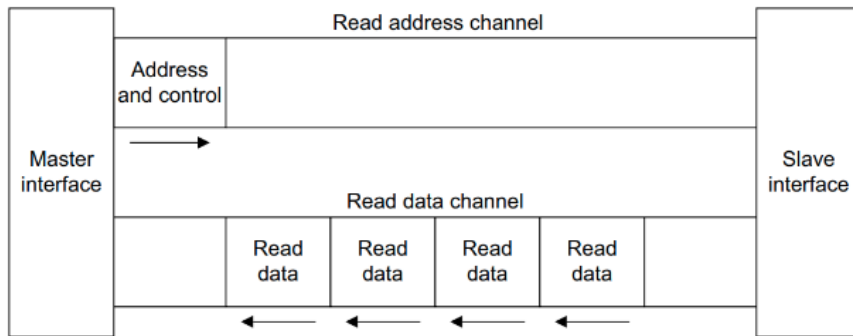 Read address channel
Address
and control
Master
interface
Slave
interface
Read data channel
Read
data
Read
data
Read
data
Read
data